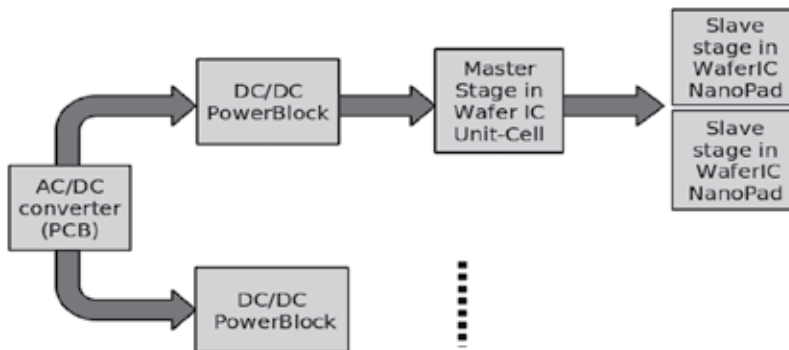 AC/DC
converter
(PCB)
DC/DC
PowerBlock
Master
Stage in
Wafer IC
Unit-Cell
Slave
stage in
WaferIC
NanoPad
Slave
stage in
WaferIC
NanoPad
DC/DC
PowerBlock